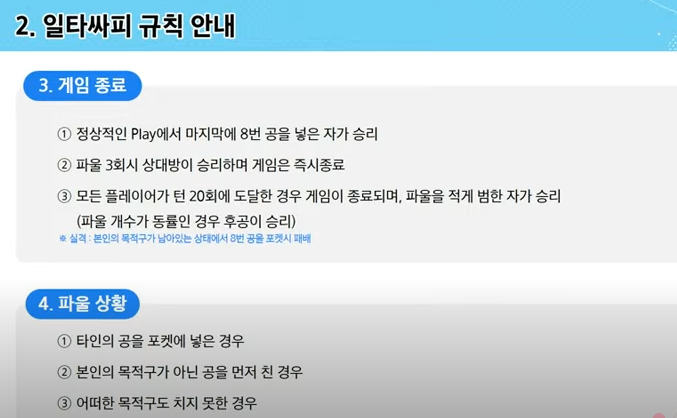 2. 일타싸피 규칙 안내
3. 게임 종료
① 정상적인 Play에서 마지막에 8번 공을 넣은 자가 승리
② 파울 3회시 상대방이 승리하며 게임은 즉시종료
③ 모든 플레이어가 턴 20회에 도달한 경우 게임이 종료되며, 파울을 적게 범한 자가 승리
(파울 개수가 동률인 경우 후공이 승리)
※ 실격 : 본인의 목적구가 남아있는 상태에서 8번 공을 포켓시 패배
4. 파울 상황
① 타인의 공을 포켓에 넣은 경우
② 본인의 목적구가 아닌 공을 먼저 친 경우
③ 어떠한 목적구도 치지 못한 경우